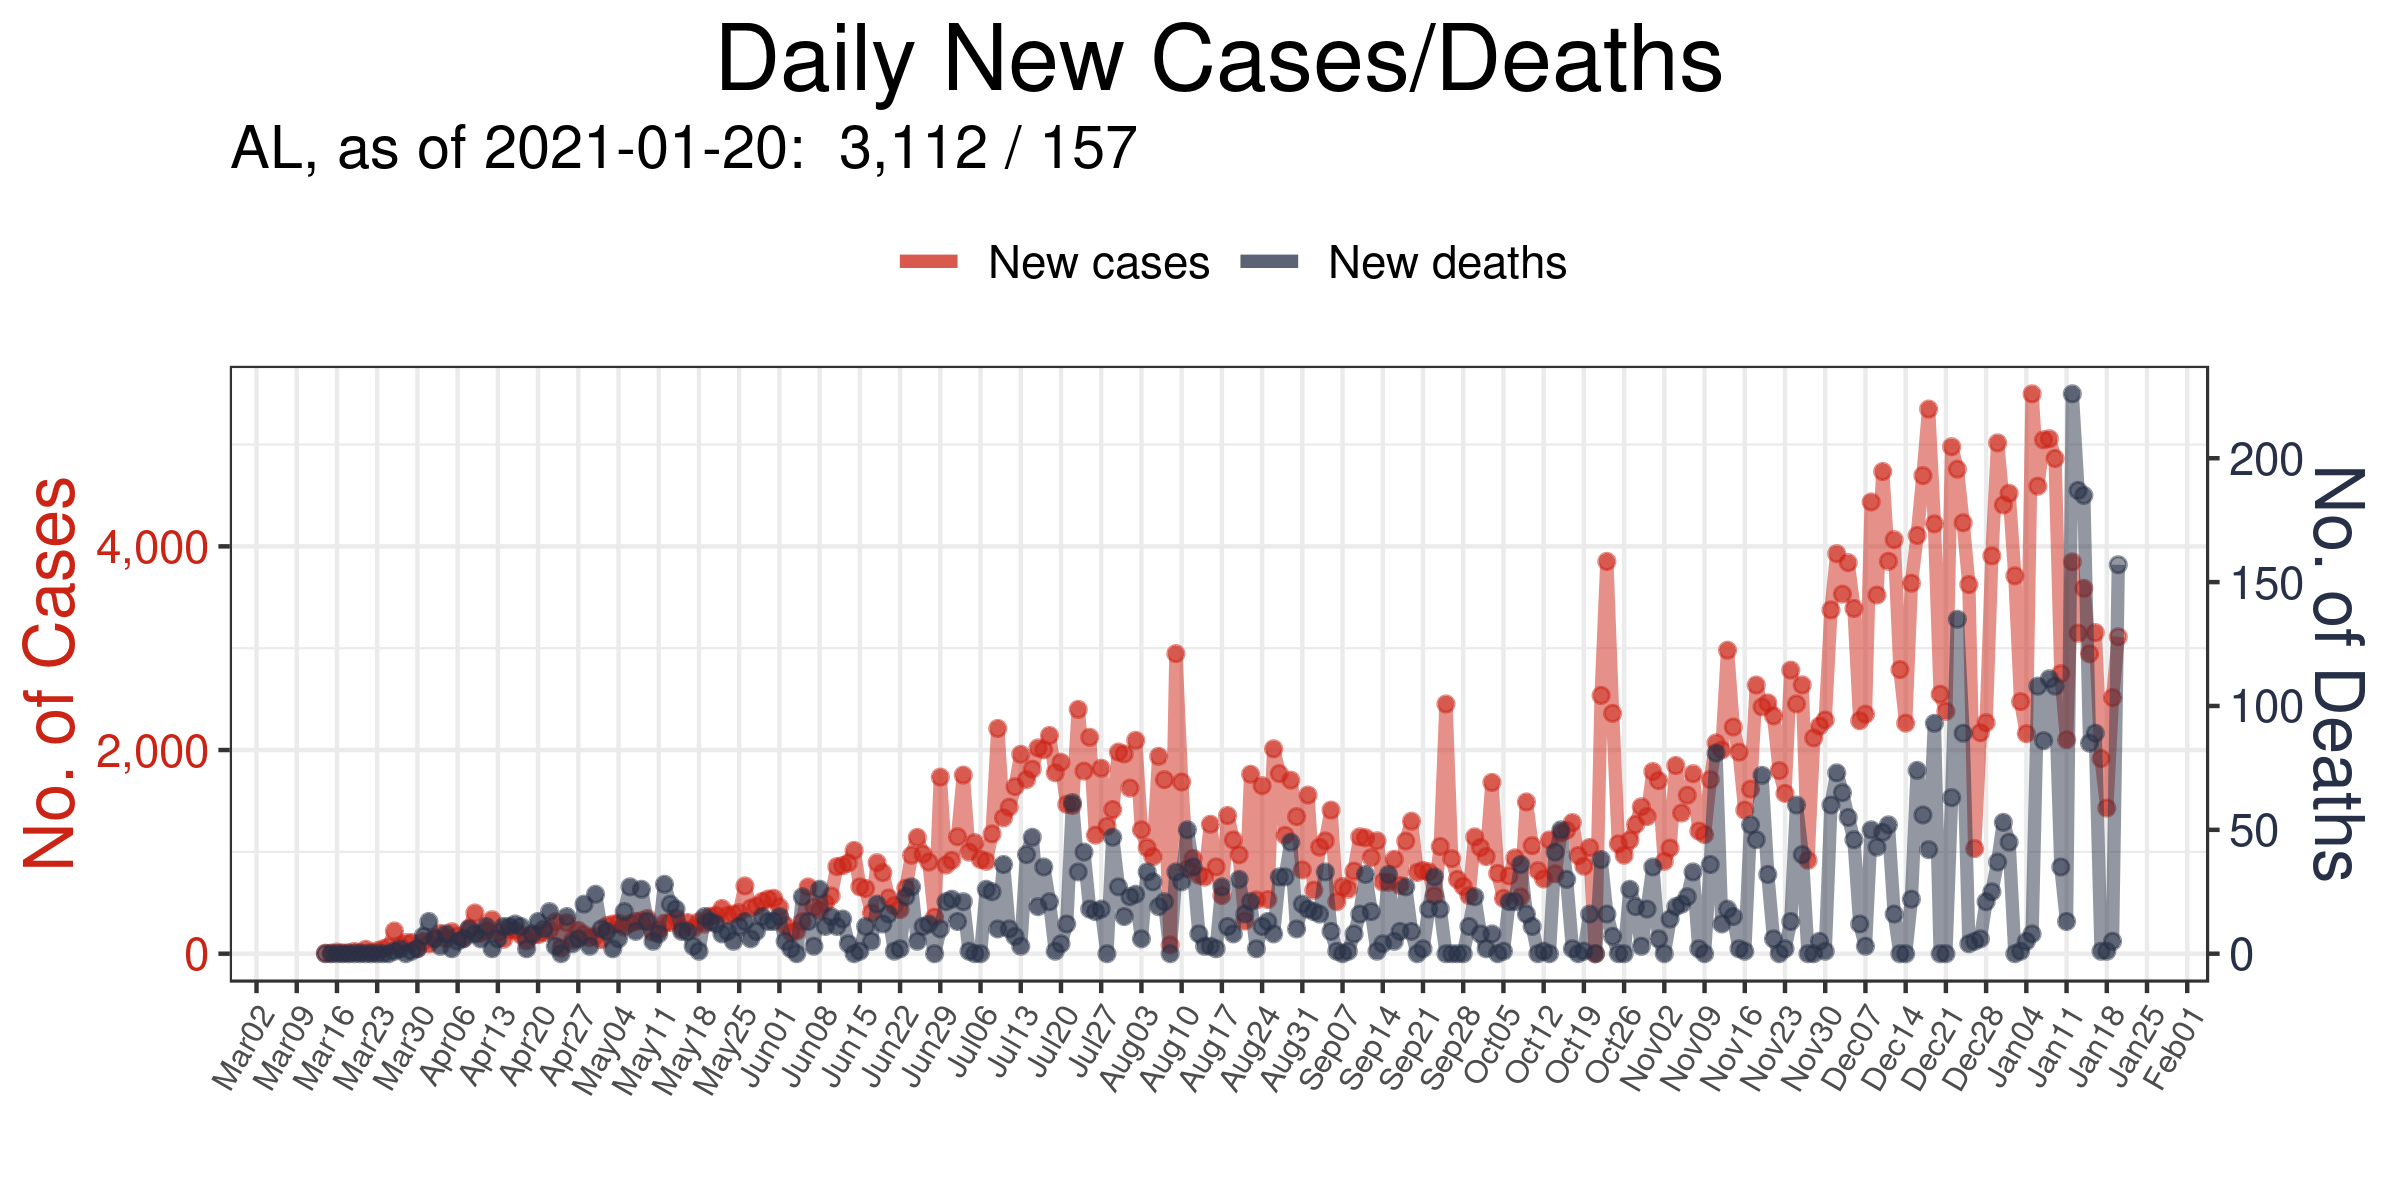 Daily New Cases/Deaths
AL, as of 2021-01-20:  3,112 / 157
New cases
New deaths
No. of Cases
4,000
2,000
0
200
150
100
50
0
No. of Deaths
Mar02
Mar09
Mar16
Mar23
Mar30
Apr06
Apr13
Apr20
Apr27
May04
May11
May18
May25
Jun01
Jun08
Jun15
Jun22
Jun29
Jul06
Jul13
Jul20
Jul27
Aug03
Aug10
Aug17
Aug24
Aug31
Sep07
Sep14
Sep21
Sep28
Oct05
Oct12
Oct19
Oct26
Nov02
Nov09
Nov16
Nov23
Nov30
Dec07
Dec14
Dec21
Dec28
Jan04
Jan11
Jan18
Jan25
Feb01